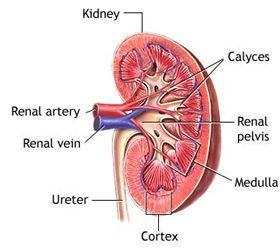 Kidney
Calyces
Renal artery
Renal
pelvis
Renal vein
Medulla
Ureter
Cortex